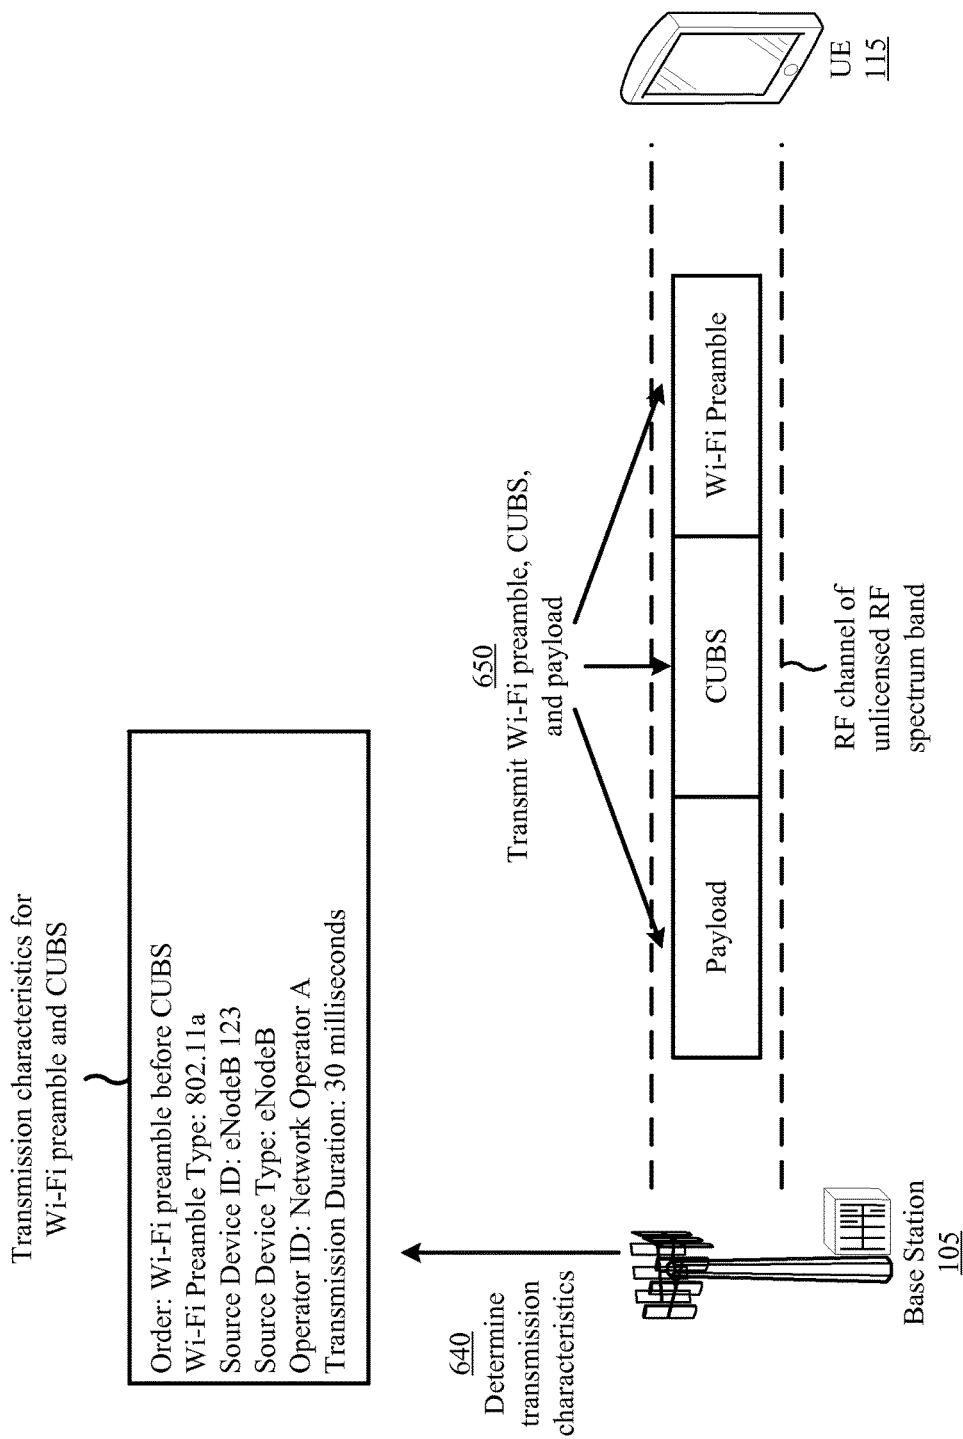 Transmission characteristics for
Wi-Fi preamble and CUBS
Order: Wi-Fi preamble before CUBS
Wi-Fi Preamble Type: 802.11a
Source Device ID: eNodeB 123
Source Device Type: eNodeB
Operator ID: Network Operator A
Transmission Duration: 30 milliseconds
640
Determine
transmission
characteristics
650
Transmit Wi-Fi preamble, CUBS,
and payload
Payload
CUBS
Wi-Fi Preamble
RF channel of
unlicensed RF
spectrum band
Base Station
105
UE
115